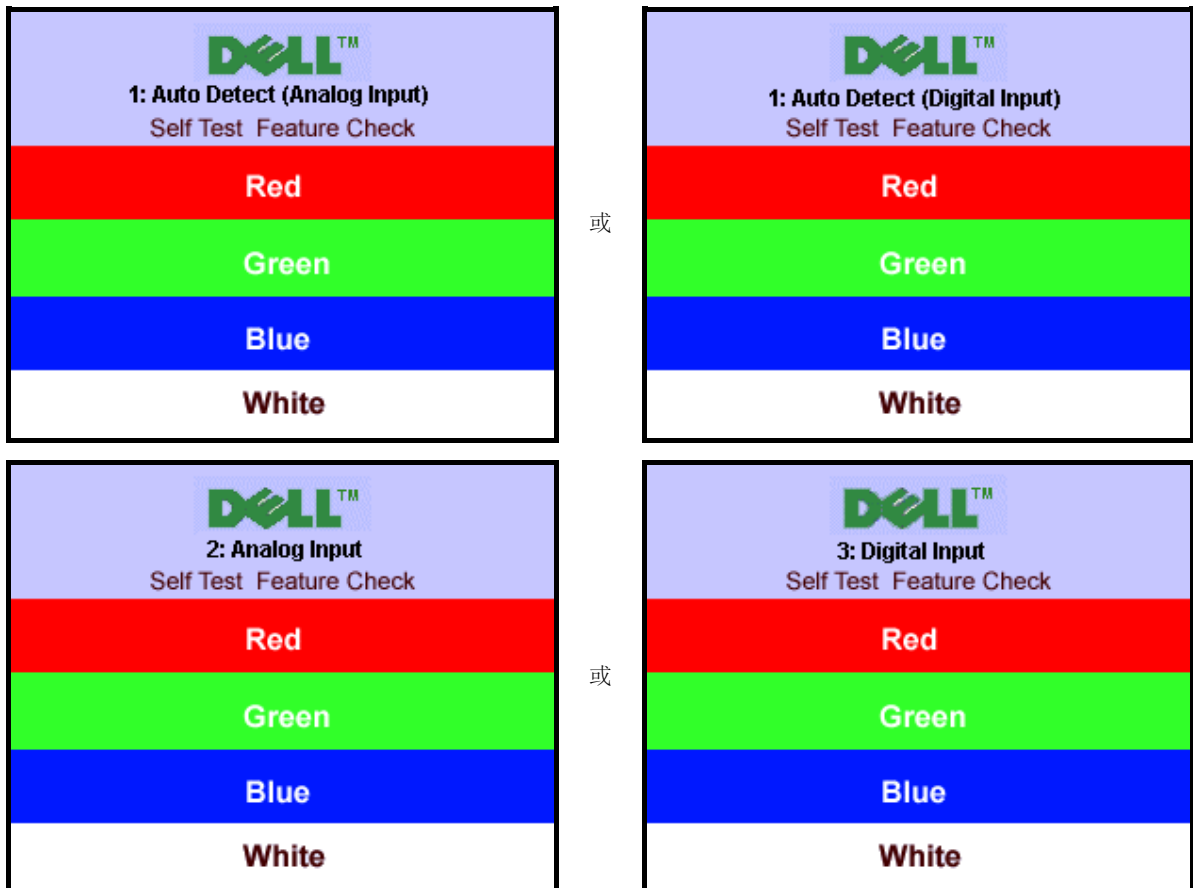 DELL™
1: Auto Detect (Analog Input)
Self Test Feature Check
Red
Green
Blue
White
或
DELL™
1: Auto Detect (Digital Input)
Self Test Feature Check
Red
Green
Blue
White
DELL™
2: Analog Input
Self Test Feature Check
Red
Green
Blue
White
或
DELL™
3: Digital Input
Self Test Feature Check
Red
Green
Blue
White